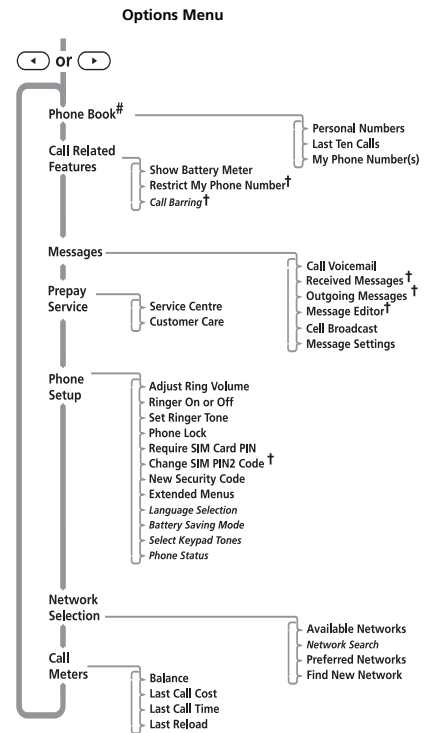 Options Menu
or
Phone Book#
Personal Numbers
Last Ten Calls
My Phone Number(s)
Call Related
Features
Show Battery Meter
Restrict My Phone Number†
Call Barring†
Messages
Call Voicemail
Received Messages †
Outgoing Messages †
Message Editor†
Cell Broadcast
Message Settings
Prepay
Service
Service Centre
Customer Care
Phone
Setup
Adjust Ring Volume
Ringer On or Off
Set Ringer Tone
Phone Lock
Require SIM Card PIN
Change SIM PIN2 Code †
New Security Code
Extended Menus
Language Selection
Battery Saving Mode
Select Keypad Tones
Phone Status
Network
Selection
Available Networks
Network Search
Preferred Networks
Find New Network
Call
Meters
Balance
Last Call Cost
Last Call Time
Last Reload